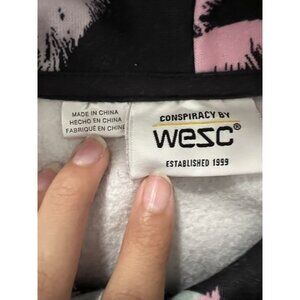 MADE IN CHINA
HECHO EN CHINA
FABRIQUÉ EN CHINE
CONSPIRACY BY
wesc®
ESTABLISHED 1999